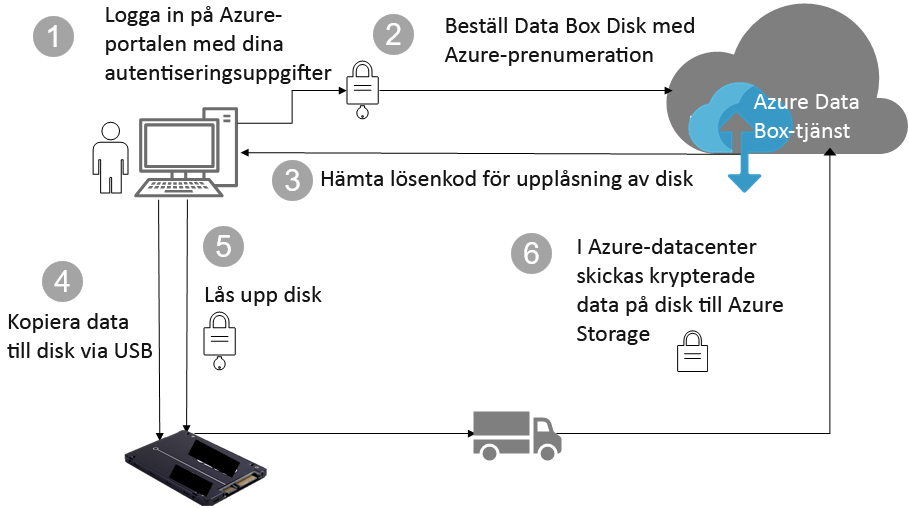 1
Logga in på Azure-
portalen med dina
autentiseringsuppgifter
2
Beställ Data Box Disk med
Azure-prenumeration
Azure Data
Box-tjänst
3
Hämta lösenkod för upplåsning av disk
4
Kopiera data
till disk via USB
5
Lås upp disk
6
I Azure-datacenter
skickas krypterade
data på disk till Azure
Storage